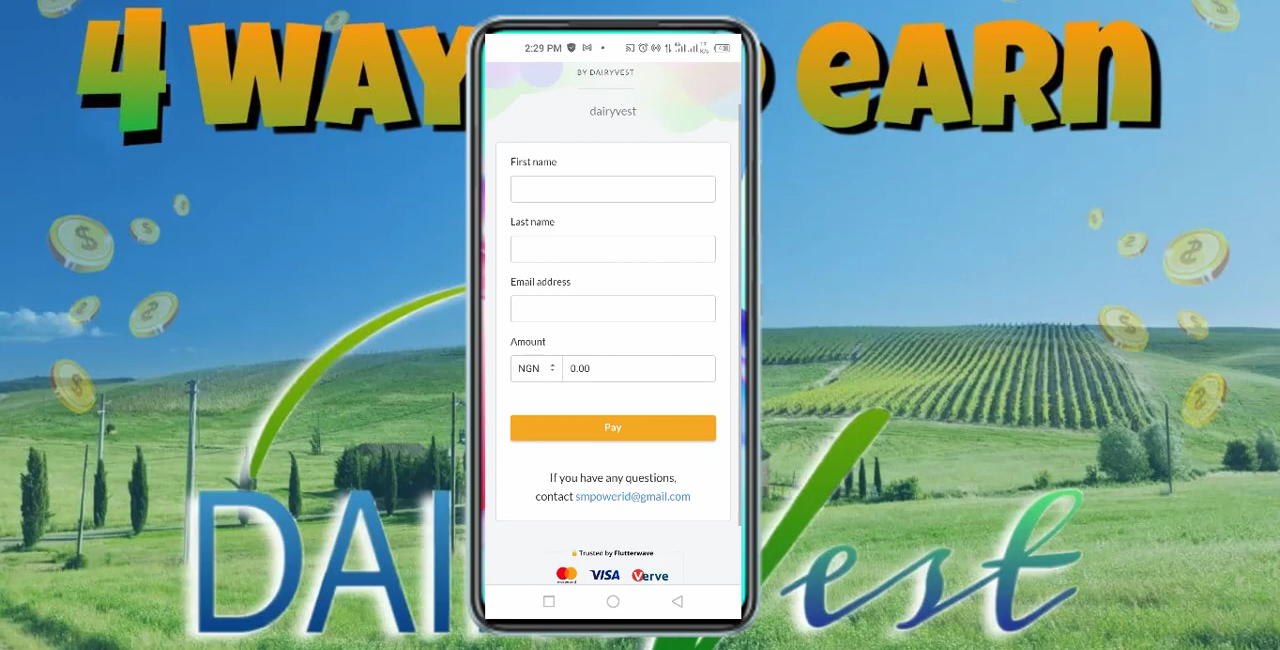 4 WAY
EARN
2:29 PM
BY DAIRYVEST
dairyvest
First name
Last name
Email address
Amount
NGN 0.00
Pay
If you have any questions,
contact smpowerid@gmail.com
Trusted by Flutterwave
VISA Verve
DAI est